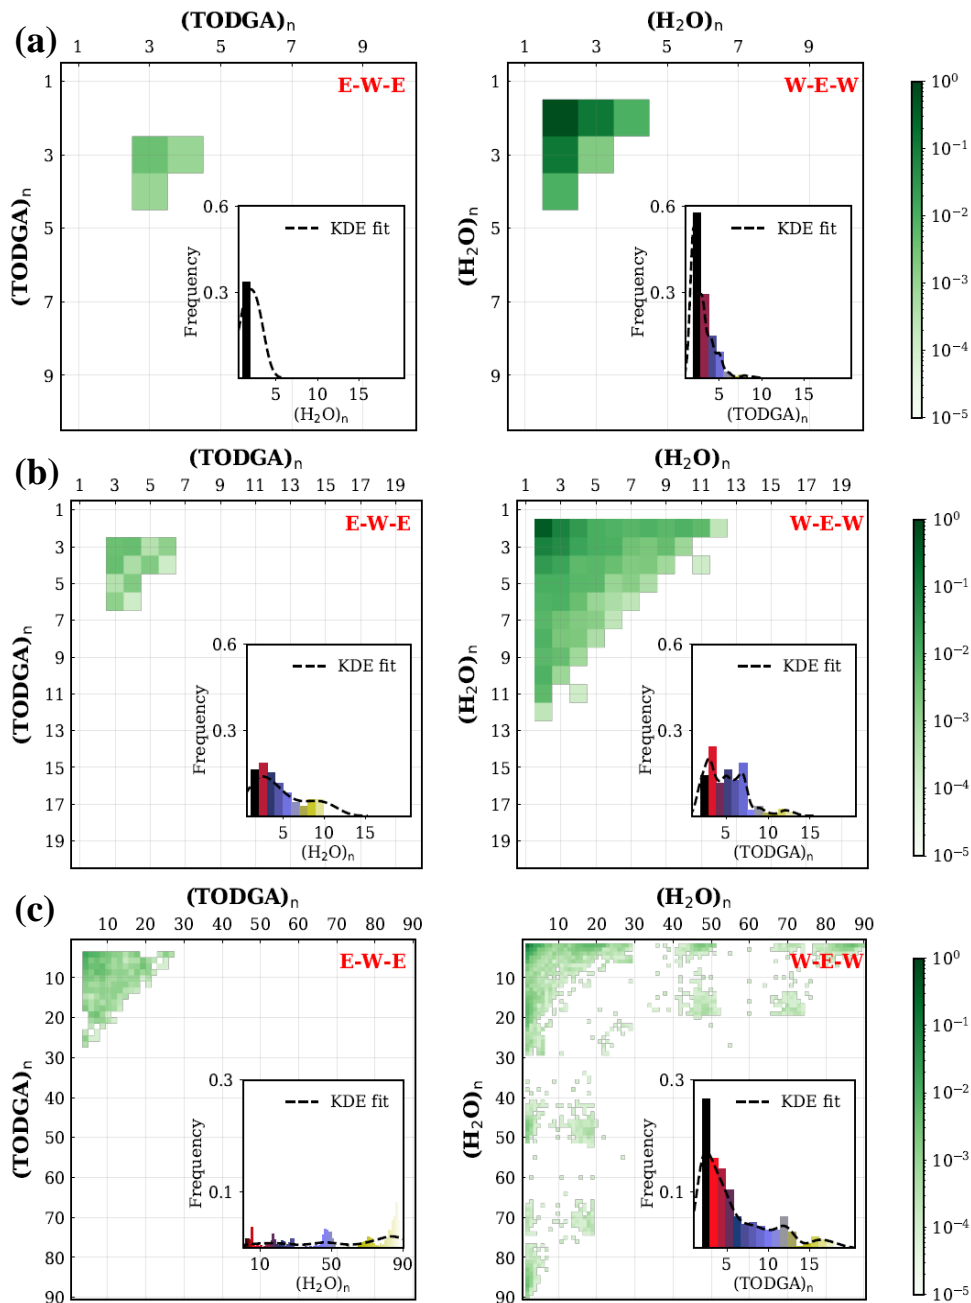 (a)
(TODGA)n
1 3 5 7 9
(TODGA)n
1
3
5
7
9
E-W-E
0.6
0.3
Frequency
KDE fit
5 10 15
(H2O)n
(H2O)n
1 3 5 7 9
(H2O)n
1
3
5
7
9
W-E-W
0.6
0.3
Frequency
KDE fit
5 10 15
(TODGA)n
10^0
10^-1
10^-2
10^-3
10^-4
10^-5
(b)
(TODGA)n
1 3 5 7 9 11 13 15 17 19
(TODGA)n
1
3
5
7
9
11
13
15
17
19
E-W-E
0.6
0.3
Frequency
KDE fit
5 10 15
(H2O)n
(H2O)n
1 3 5 7 9 11 13 15 17 19
(H2O)n
1
3
5
7
9
11
13
15
17
19
W-E-W
0.6
0.3
Frequency
KDE fit
5 10 15
(TODGA)n
10^0
10^-1
10^-2
10^-3
10^-4
10^-5
(c)
(TODGA)n
10 20 30 40 50 60 70 80 90
(TODGA)n
10
20
30
40
50
60
70
80
90
E-W-E
0.3
0.1
Frequency
KDE fit
10 50 90
(H2O)n
(H2O)n
10 20 30 40 50 60 70 80 90
(H2O)n
10
20
30
40
50
60
70
80
90
W-E-W
0.3
0.1
Frequency
KDE fit
5 10 15
(TODGA)n
10^0
10^-1
10^-2
10^-3
10^-4
10^-5